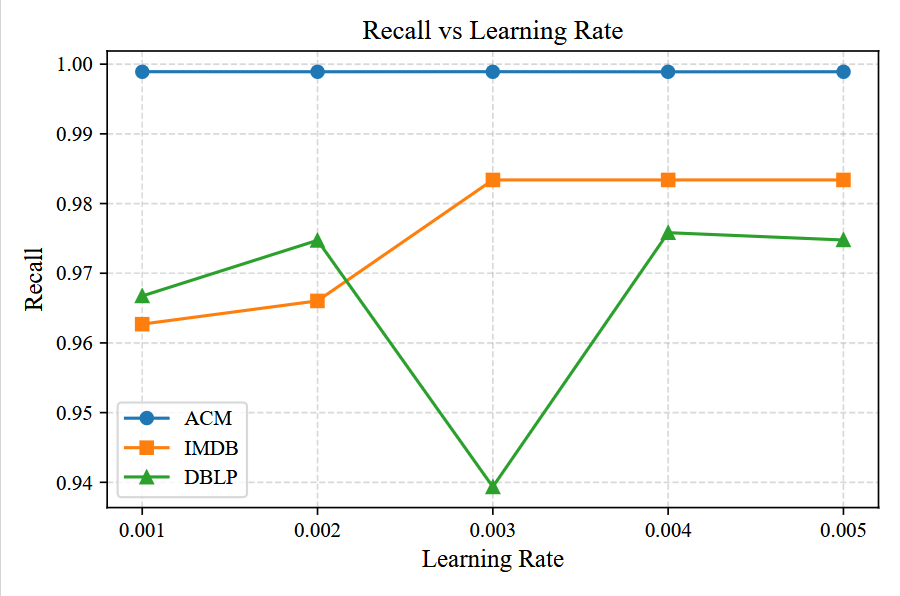 Recall vs Learning Rate
1.00
0.99
0.98
0.97
0.96
0.95
0.94
Recall
ACM
IMDB
DBLP
0.001 0.002 0.003 0.004 0.005
Learning Rate